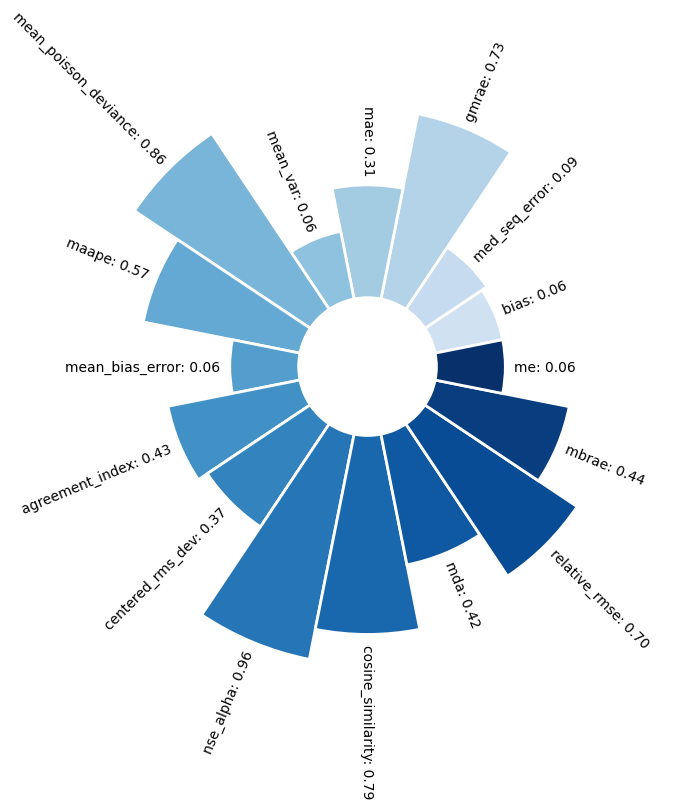 mean_poisson_deviance: 0.86
gmrae: 0.73
mae: 0.31
mean_var: 0.06
med_seq_error: 0.09
maape: 0.57
bias: 0.06
mean_bias_error: 0.06
me: 0.06
agreement_index: 0.43
mbrae: 0.44
centered_rms_dev: 0.37
relative_rmse: 0.70
mda: 0.42
nse_alpha: 0.96
cosine_similarity: 0.79